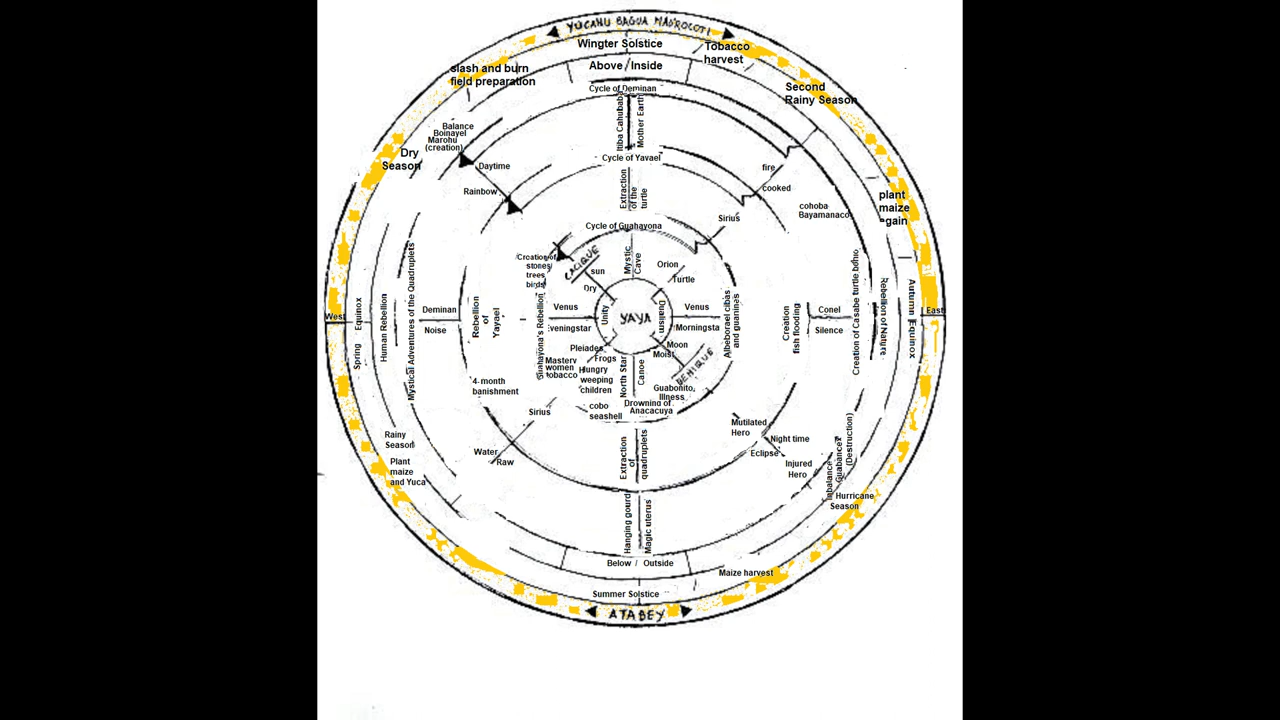 YUCAHU BAGUA MAOROCOTI
Wingter Solstice
Tobacco
harvest
slash and burn
field preparation
Above / Inside
Second
Rainy Season
Cycle of Deminan
Itiba Cahubaba
Mother Earth
Balance
Boinayel
Marohu
(creation)
Dry
Season
Daytime
Rainbow
Cycle of Yavael
Extraction
of the
turtle
fire
cooked
Sirius
cohoba
Bayamanaco
plant
maize
again
Cycle of Guahayona
CACIQUE
sun
Dry
Mystic
Cave
Orion
Turtle
Creation of
stones
trees
birds
West
Spring Equinox
Human Rebellion
Mystical Adventures of the Quadruplets
Deminan
Noise
Rebellion
of
Yayael
Guahayona's Rebellion
Venus
Eveningstar
Unity
YAYA
Dualism
Venus
Morningsta
Albeborael cibas
and guanines
Creation
fish flooding
Conel
Silence
Creation of Casabe turtle bohio
Rebellion of Nature
Autumn Equinox
East
Pleiades
Frogs
Mastery
women
tobacco
Hungry
weeping
children
North Star
Canoe
Moon
Moist
BEHIQUE
Guabonito,
Illness
4-month
banishment
Sirius
cobo
seashell
Drowning of
Anacacuya
Mutilated
Hero
Night time
Eclipse
Injured
Hero
Imbalance
Guabancex
(Destruction)
Hurricane
Season
Rainy
Season
Plant
maize
and Yuca
Water
Raw
Extraction
of
quadruplets
Hanging gourd
Magic uterus
Below / Outside
Maize harvest
Summer Solstice
ATABEY